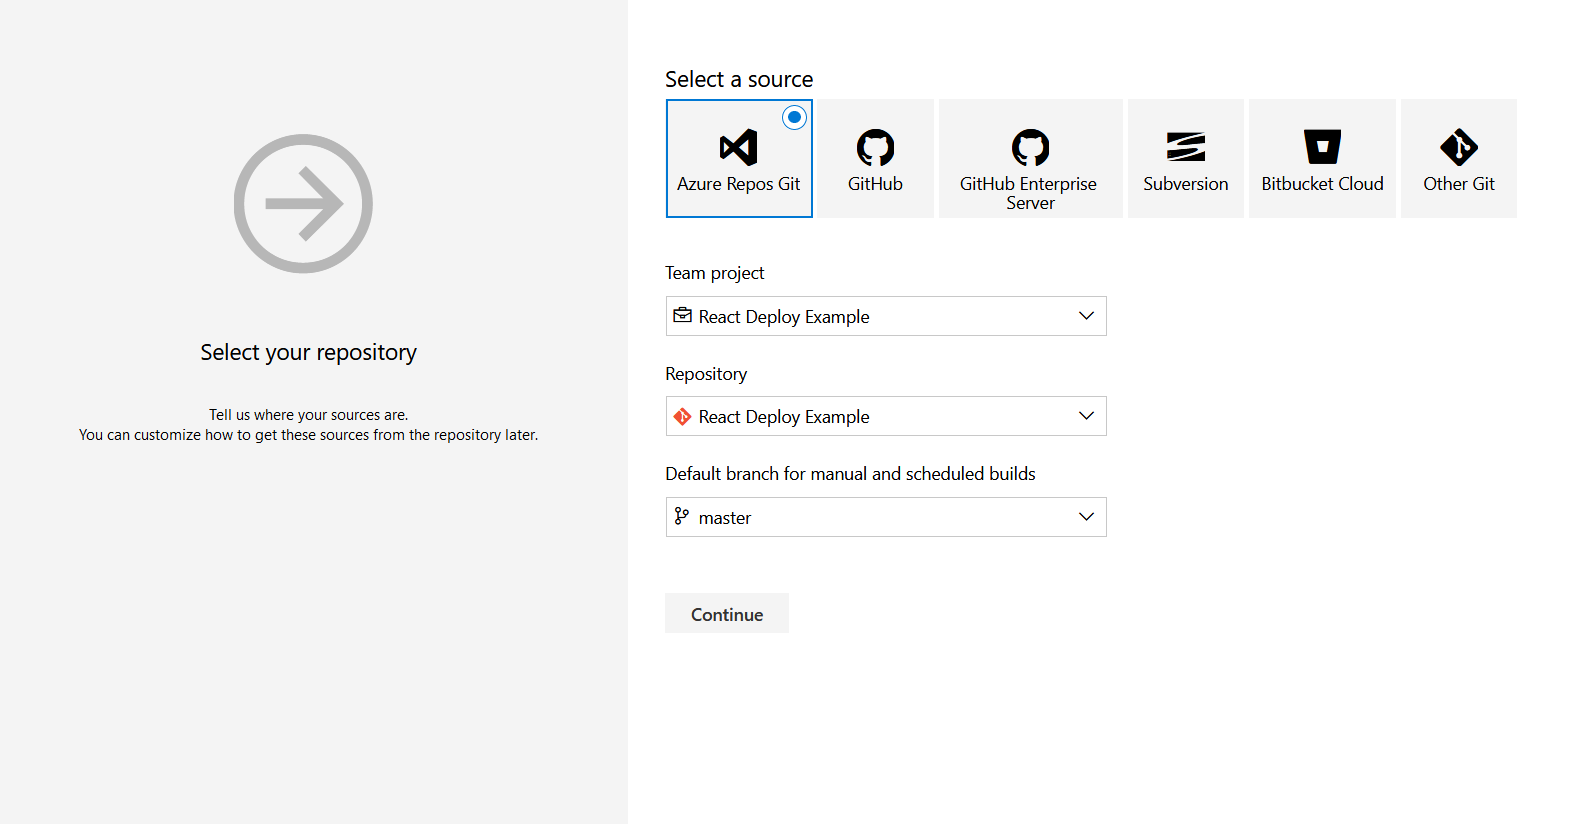 Select your repository
Tell us where your sources are.
You can customize how to get these sources from the repository later.
Select a source
Azure Repos Git
GitHub
GitHub Enterprise
Server
Subversion
Bitbucket Cloud
Other Git
Team project
React Deploy Example
Repository
React Deploy Example
Default branch for manual and scheduled builds
master
Continue